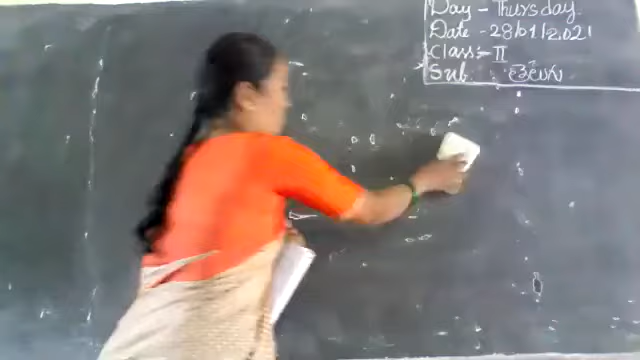 Day - Thursday
Date - 28/01/2021
Class:- II
Sub :